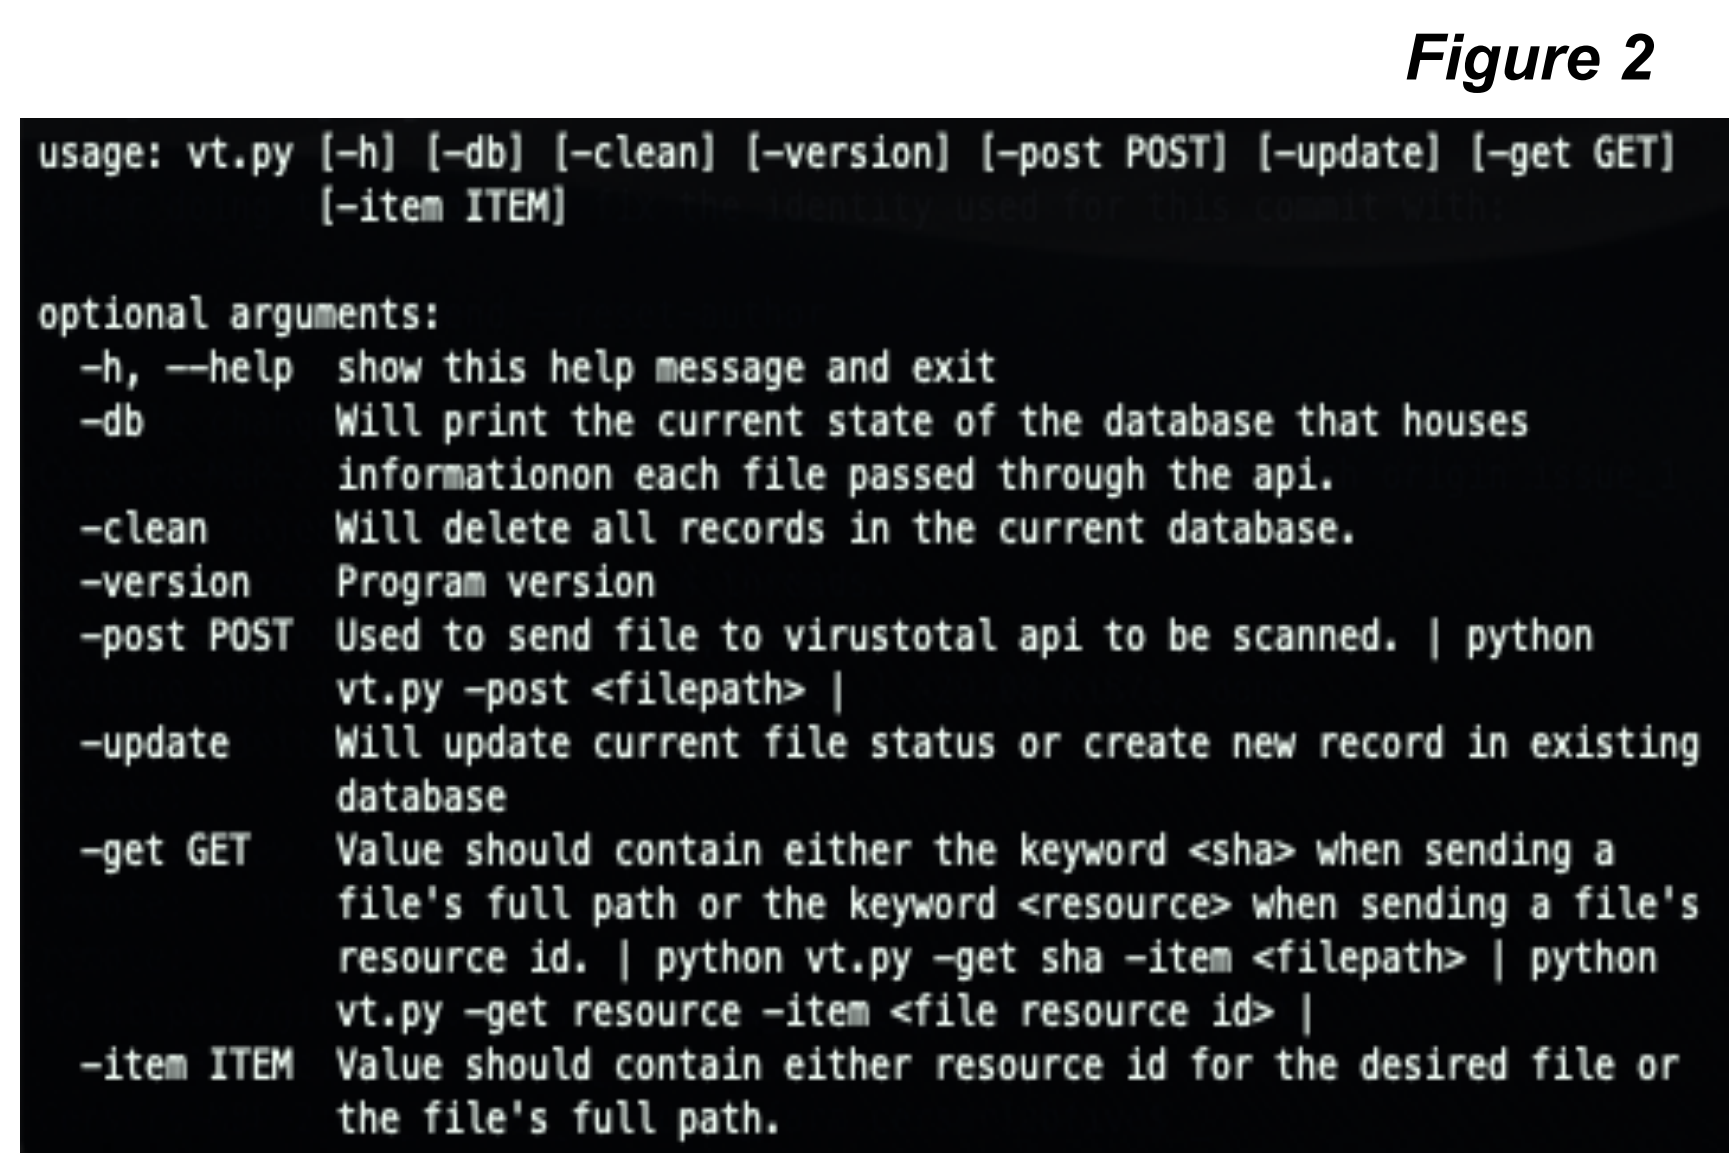 Figure 2
usage: vt.py [-h] [-db] [-clean] [-version] [-post POST] [-update] [-get GET]
[-item ITEM]
the identity used for this commit with:
optional arguments:
-h, --help show this help message and exit
-db Will print the current state of the database that houses
informationon each file passed through the api.
-clean Will delete all records in the current database.
-version Program version
-post POST Used to send file to virustotal api to be scanned. | python
vt.py -post <filepath> |
-update Will update current file status or create new record in existing
database
-get GET Value should contain either the keyword <sha> when sending a
file's full path or the keyword <resource> when sending a file's
resource id. | python vt.py -get sha -item <filepath> | python
vt.py -get resource -item <file resource id> |
-item ITEM Value should contain either resource id for the desired file or
the file's full path.